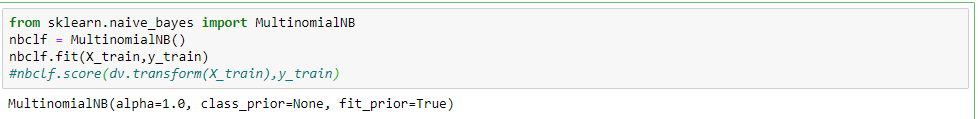 from sklearn.naive_bayes import MultinomialNB
nbclf = MultinomialNB()
nbclf.fit(X_train,y_train)
#nbclf.score(dv.transform(X_train),y_train)
MultinomialNB(alpha=1.0, class_prior=None, fit_prior=True)